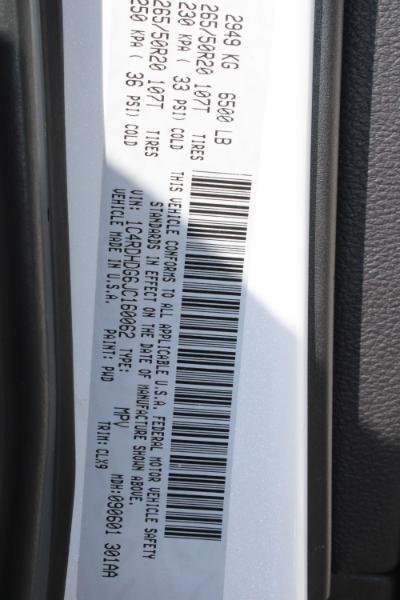 2949 KG 6500 LB
265/50R20 107T TIRES
230 KPA ( 33 PSI) COLD
265/50R20 107T TIRES
250 KPA ( 36 PSI) COLD
THIS VEHICLE CONFORMS TO ALL APPLICABLE U.S.A. FEDERAL MOTOR VEHICLE SAFETY
STANDARDS IN EFFECT ON THE DATE OF MANUFACTURE SHOWN ABOVE.
VIN: 1C4RDHDG6JC160062 TYPE: MPV
VEHICLE MADE IN U.S.A. PAINT: PWD TRIM: CLX9 MDH:090601 301AA